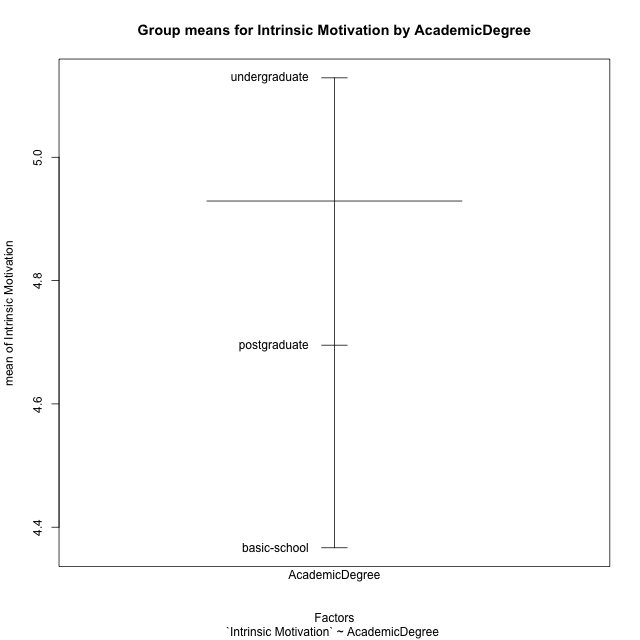 Group means for Intrinsic Motivation by AcademicDegree
undergraduate
5.0
mean of Intrinsic Motivation
4.8
postgraduate
4.6
4.4
basic-school
AcademicDegree
Factors
`Intrinsic Motivation` ~ AcademicDegree